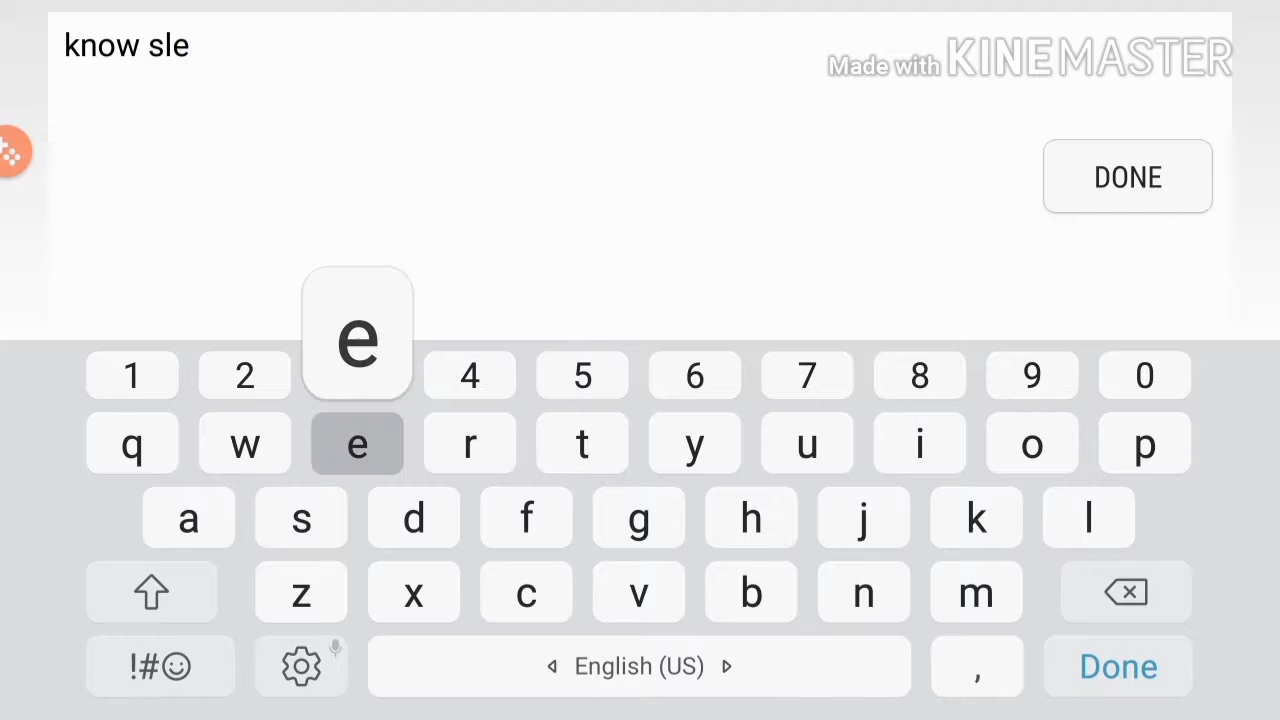 know sle
Made with KINEMASTER
DONE
e
1 2 4 5 6 7 8 9 0
q w e r t y u i o p
a s d f g h j k l
z x c v b n m
!#☺ English (US) , Done